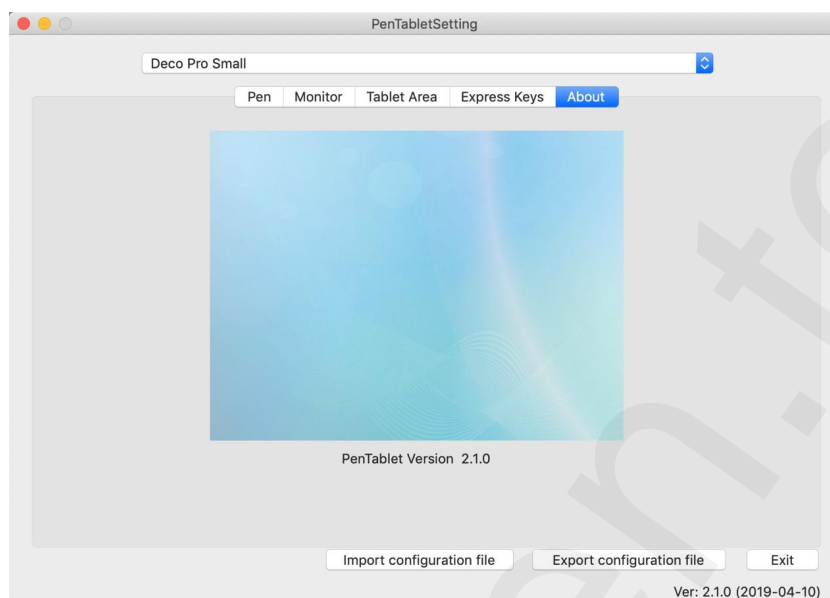 PenTabletSetting
Deco Pro Small
Pen Monitor Tablet Area Express Keys About
PenTablet Version 2.1.0
Import configuration file Export configuration file Exit
Ver: 2.1.0 (2019-04-10)